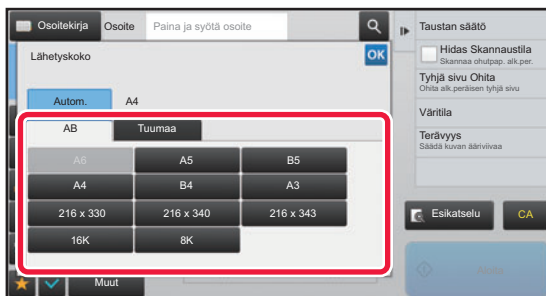 Osoitekirja Osoite Paina ja syötä osoite
Lähetyskoko OK
Autom. A4
AB Tuumaa
A6 A5 B5
A4 B4 A3
216 x 330 216 x 340 216 x 343
16K 8K
Muut
Taustan säätö
Hidas Skannaustila
Skannaa ohutpap. alk.per.
Tyhjä sivu Ohita
Ohita alk.peräisen tyhjä sivu
Väritila
Terävyys
Säädä kuvan ääriviivaa
Esikatselu CA